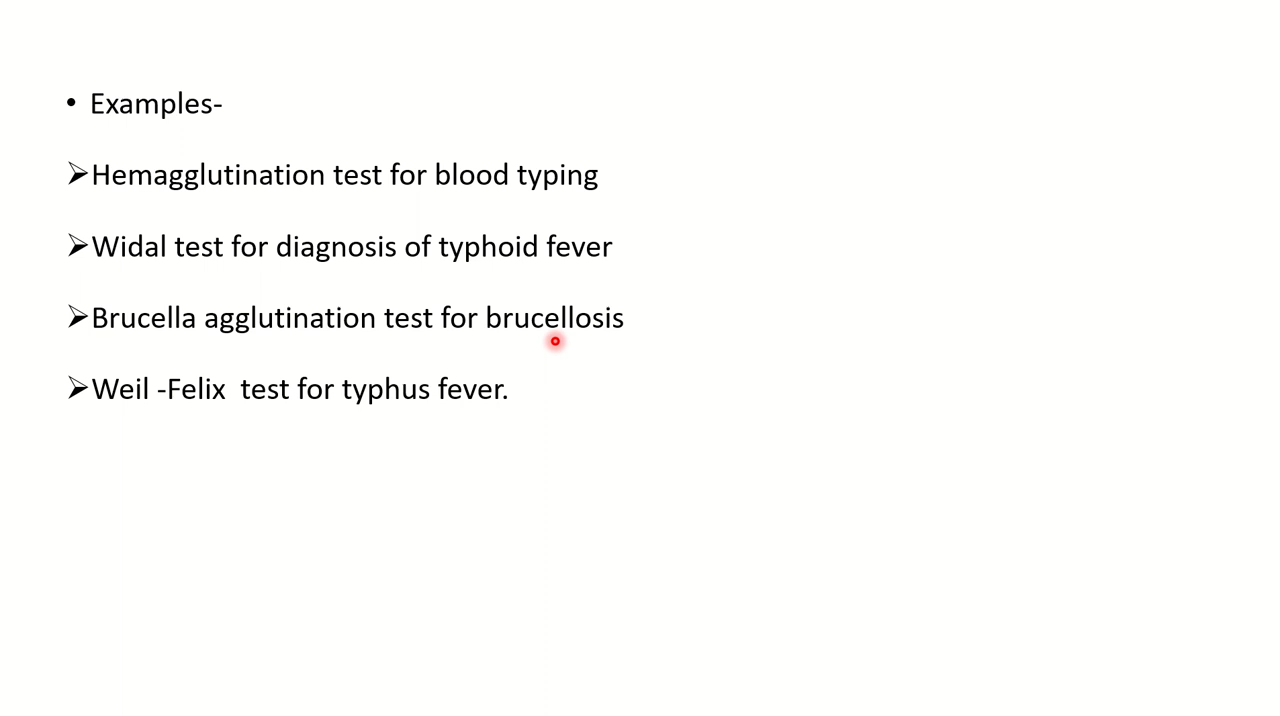 • Examples-
➢Hemagglutination test for blood typing
➢Widal test for diagnosis of typhoid fever
➢Brucella agglutination test for brucellosis
➢Weil -Felix  test for typhus fever.